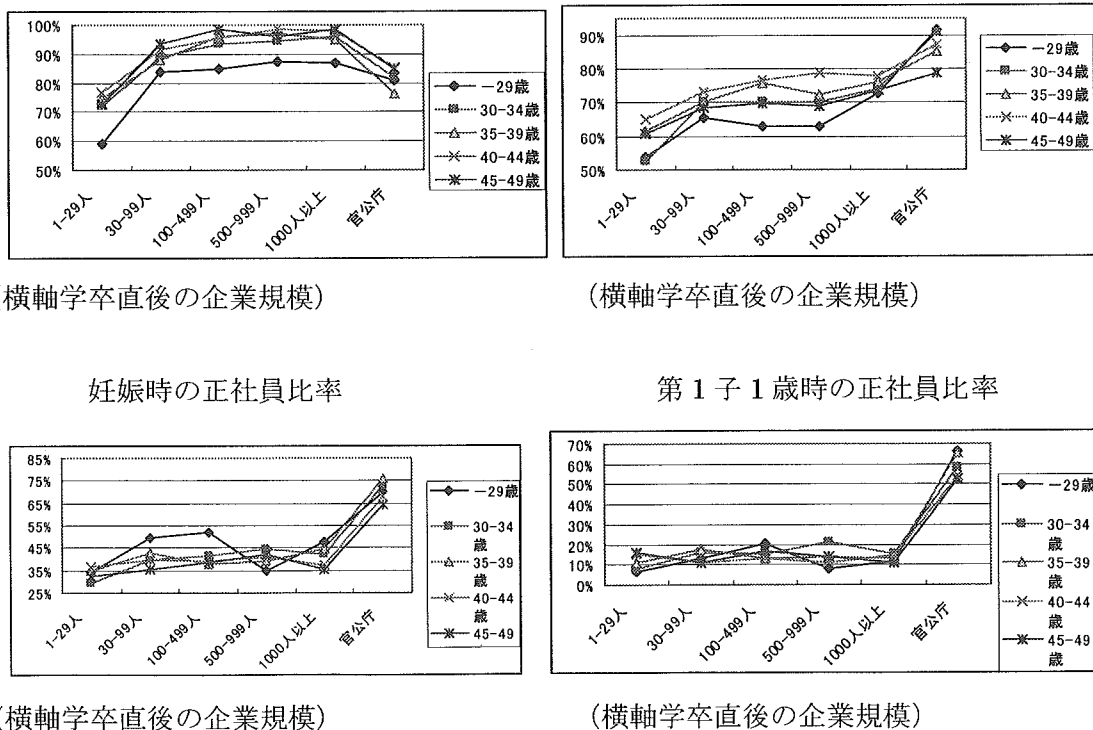 100%
90%
80%
70%
60%
50%
1-29人
30-99人
100-499人
500-999人
1000人以上
官公庁
-29歳
30-34歳
35-39歳
40-44歳
45-49歳
90%
80%
70%
60%
50%
1-29人
30-99人
100-499人
500-999人
1000人以上
官公庁
-29歳
30-34歳
35-39歳
40-44歳
45-49歳
(横軸学卒直後の企業規模)
(横軸学卒直後の企業規模)
妊娠時の正社員比率
第1子1歳時の正社員比率
85%
75%
65%
55%
45%
35%
25%
1-29人
30-99人
100-499人
500-999人
1000人以上
官公庁
-29歳
30-34
歳
35-39
歳
40-44
歳
45-49
70%
60%
50%
40%
30%
20%
10%
0%
1-29人
30-99人
100-499人
500-999人
1000人以上
官公庁
-29歳
30-34
歳
35-39
歳
40-44
歳
45-49
歳
(横軸学卒直後の企業規模)
(横軸学卒直後の企業規模)